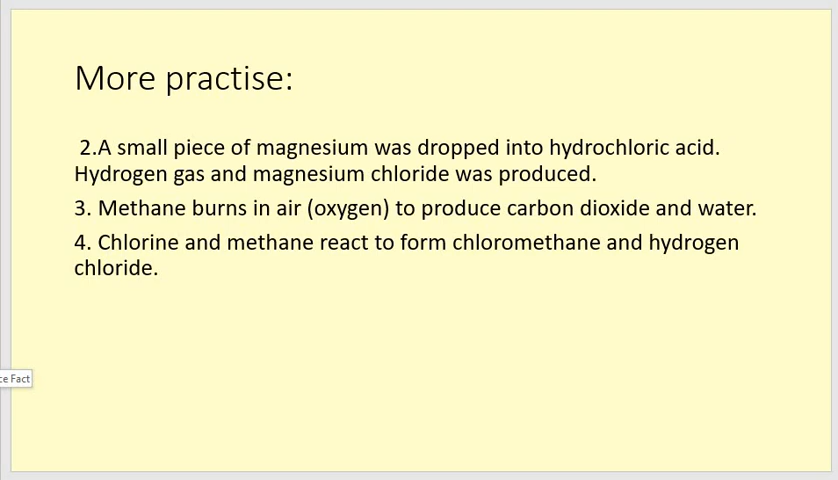 More practise:
2.A small piece of magnesium was dropped into hydrochloric acid.
Hydrogen gas and magnesium chloride was produced.
3. Methane burns in air (oxygen) to produce carbon dioxide and water.
4. Chlorine and methane react to form chloromethane and hydrogen
chloride.
ce Fact